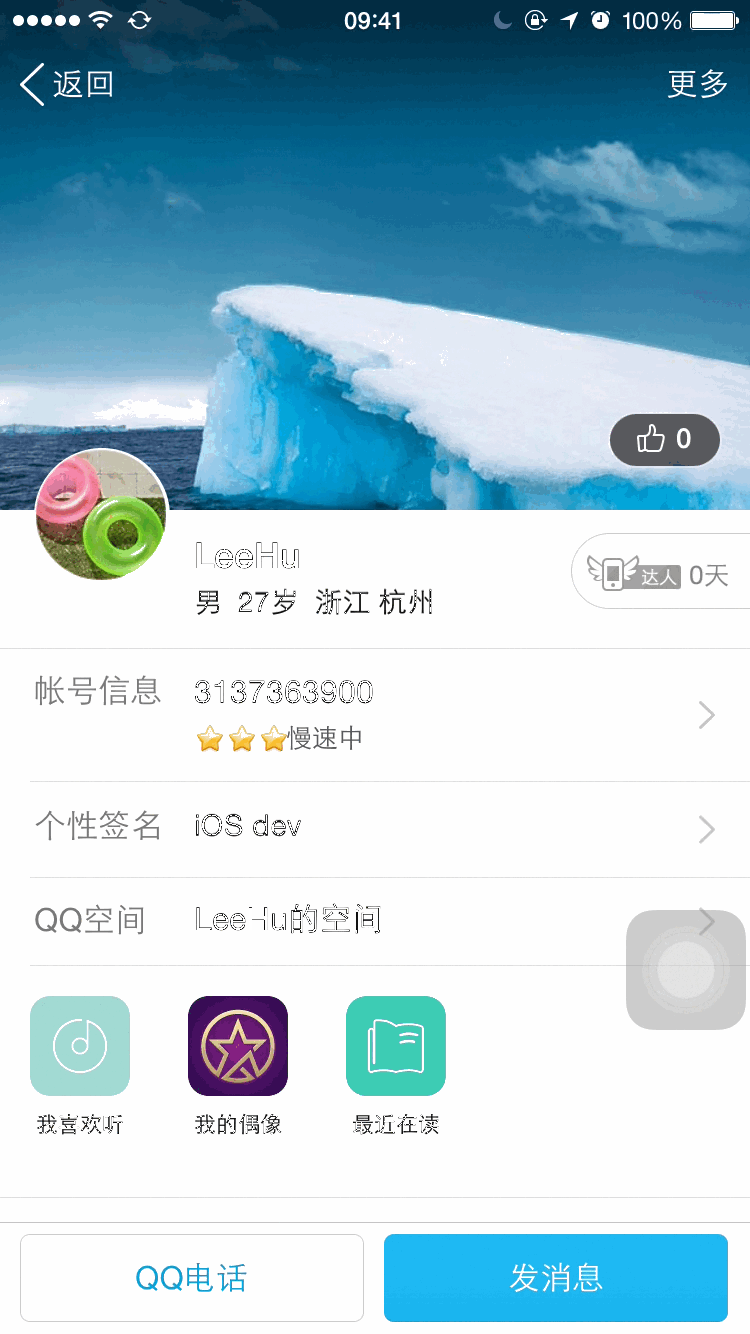 09:41
100%
返回
更多
0
LeeHu
男 27岁 浙江 杭州
达人 0天
帐号信息
3137363900
慢速中
个性签名
iOS dev
QQ空间
LeeHu的空间
我喜欢听
我的偶像
最近在读
QQ电话
发消息